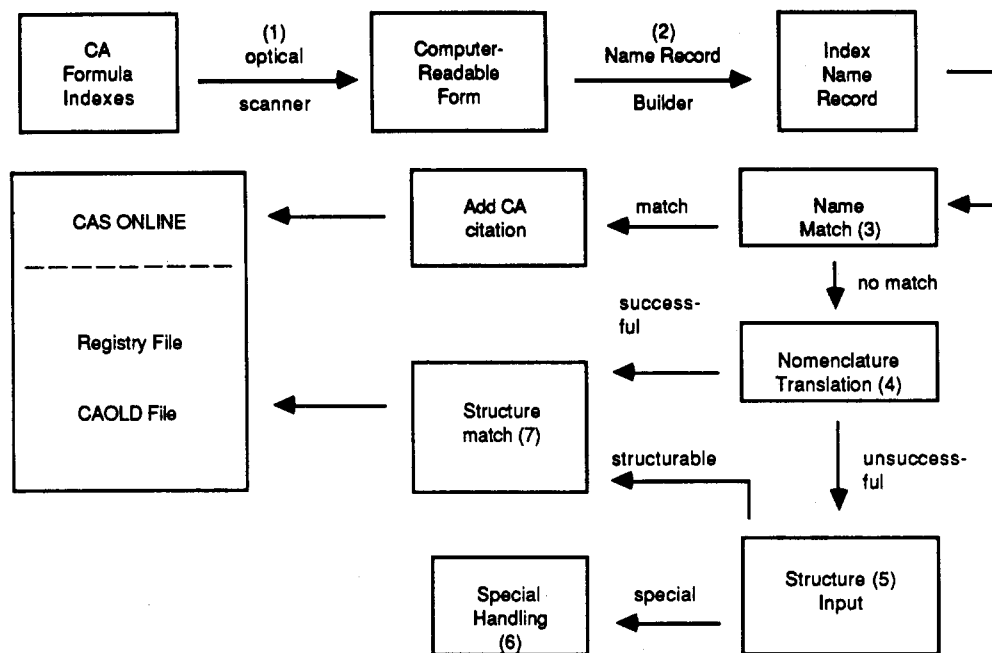 CA
Formula
Indexes
(1)
optical
scanner
Computer-
Readable
Form
(2)
Name Record
Builder
Index
Name
Record
CAS ONLINE
Registry File
CAOLD File
Add CA
citation
match
Name
Match (3)
no match
success-
ful
Nomenclature
Translation (4)
Structure
match (7)
structurable
unsuccess-
ful
Special
Handling
(6)
special
Structure (5)
Input